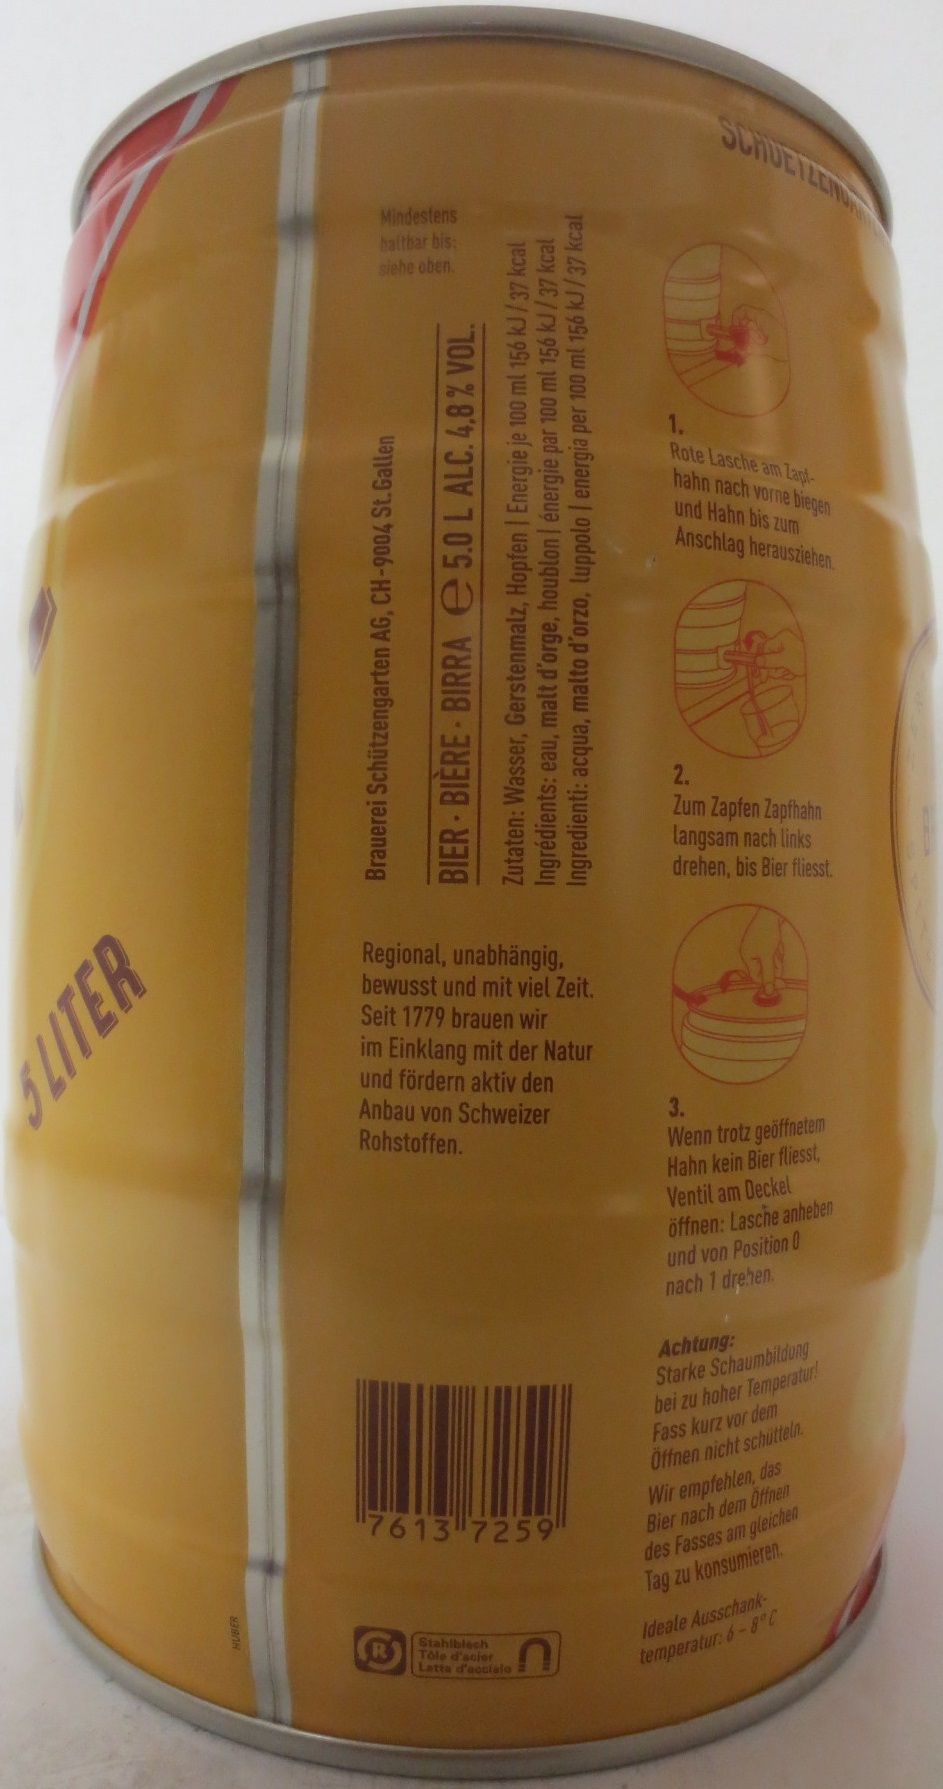 5 LITER
HUBER
Mindestens
haltbar bis:
siehe oben.
Brauerei Schützengarten AG, CH-9004 St.Gallen
BIER · BIÈRE · BIRRA ℮ 5.0 L ALC. 4,8 % VOL.
Zutaten: Wasser, Gerstenmalz, Hopfen | Energie je 100 ml 156 kJ / 37 kcal
Ingrédients: eau, malt d'orge, houblon | énergie par 100 ml 156 kJ / 37 kcal
Ingredienti: acqua, malto d'orzo, luppolo | energia per 100 ml 156 kJ / 37 kcal
Regional, unabhängig,
bewusst und mit viel Zeit.
Seit 1779 brauen wir
im Einklang mit der Natur
und fördern aktiv den
Anbau von Schweizer
Rohstoffen.
7613 7259
R
Stahlblech
Tôle d'acier
Latta d'acciaio
1.
Rote Lasche am Zapf-
hahn nach vorne biegen
und Hahn bis zum
Anschlag herausziehen.
2.
Zum Zapfen Zapfhahn
langsam nach links
drehen, bis Bier fliesst.
3.
Wenn trotz geöffnetem
Hahn kein Bier fliesst,
Ventil am Deckel
öffnen: Lasche anheben
und von Position 0
nach 1 drehen.
Achtung:
Starke Schaumbildung
bei zu hoher Temperatur!
Fass kurz vor dem
Öffnen nicht schütteln.
Wir empfehlen, das
Bier nach dem Öffnen
des Fasses am gleichen
Tag zu konsumieren.
Ideale Ausschank-
temperatur: 6 – 8° C